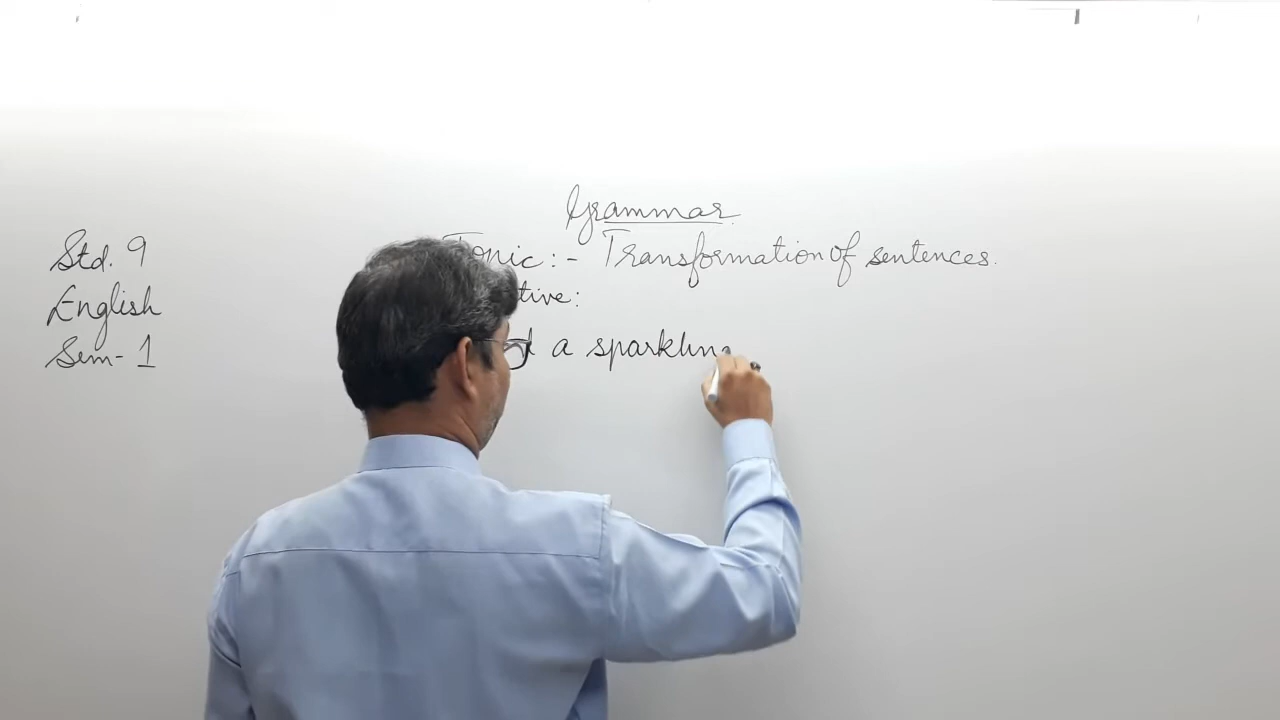 Grammar
Std. 9
Topic :- Transformation of sentences.
English
tive:
Sem- 1
a sparkling